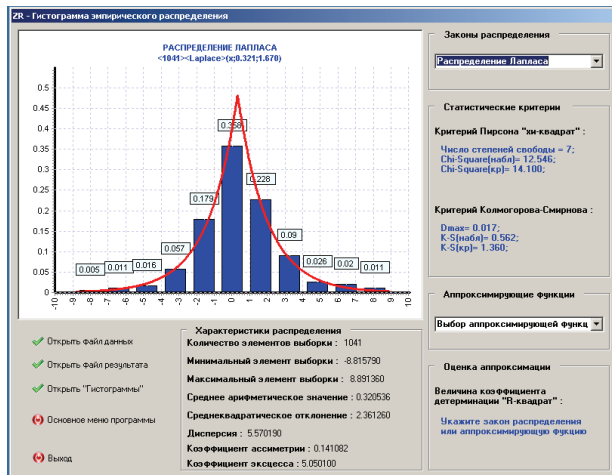 ZR - Гистограмма эмпирического распределения
РАСПРЕДЕЛЕНИЕ ЛАПЛАСА
<1041><Laplace>(x;0.321;1.670)
0.5
0.45
0.4
0.35
0.3
0.25
0.2
0.15
0.1
0.05
0.005
0.011
0.016
0.057
0.179
0.358
0.228
0.09
0.026
0.02
0.011
-10
-9
-8
-7
-6
-5
-4
-3
-2
-1
0
1
2
3
4
5
6
7
8
9
10
Законы распределения
Распределение Лапласа
Статистические критерии
Критерий Пирсона "хи-квадрат" :
Число степеней свободы = 7;
Chi-Square(набл)= 12.546;
Chi-Square(кр)= 14.100;
Критерий Колмогорова-Смирнова :
Dmax= 0.017;
K-S(набл)= 0.562;
K-S(кр)= 1.360;
Аппроксимирующие функции
Выбор аппроксимирующей функц
Оценка аппроксимации
Величина коэффициента
детерминации "R-квадрат" :
Укажите закон распределения
или аппроксимирующую фукцию
Открыть файл данных
Открыть файл результата
Открыть "Гистограммы"
Основное меню программы
Выход
Характеристики распределения
Количество элементов выборки : 1041
Минимальный элемент выборки : -8.815790
Максимальный элемент выборки : 8.891360
Среднее арифметическое значение : 0.320536
Среднеквадратическое отклонение : 2.361260
Дисперсия : 5.570190
Коэффициент ассиметрии : 0.141082
Коэффициент эксцесса : 5.050100